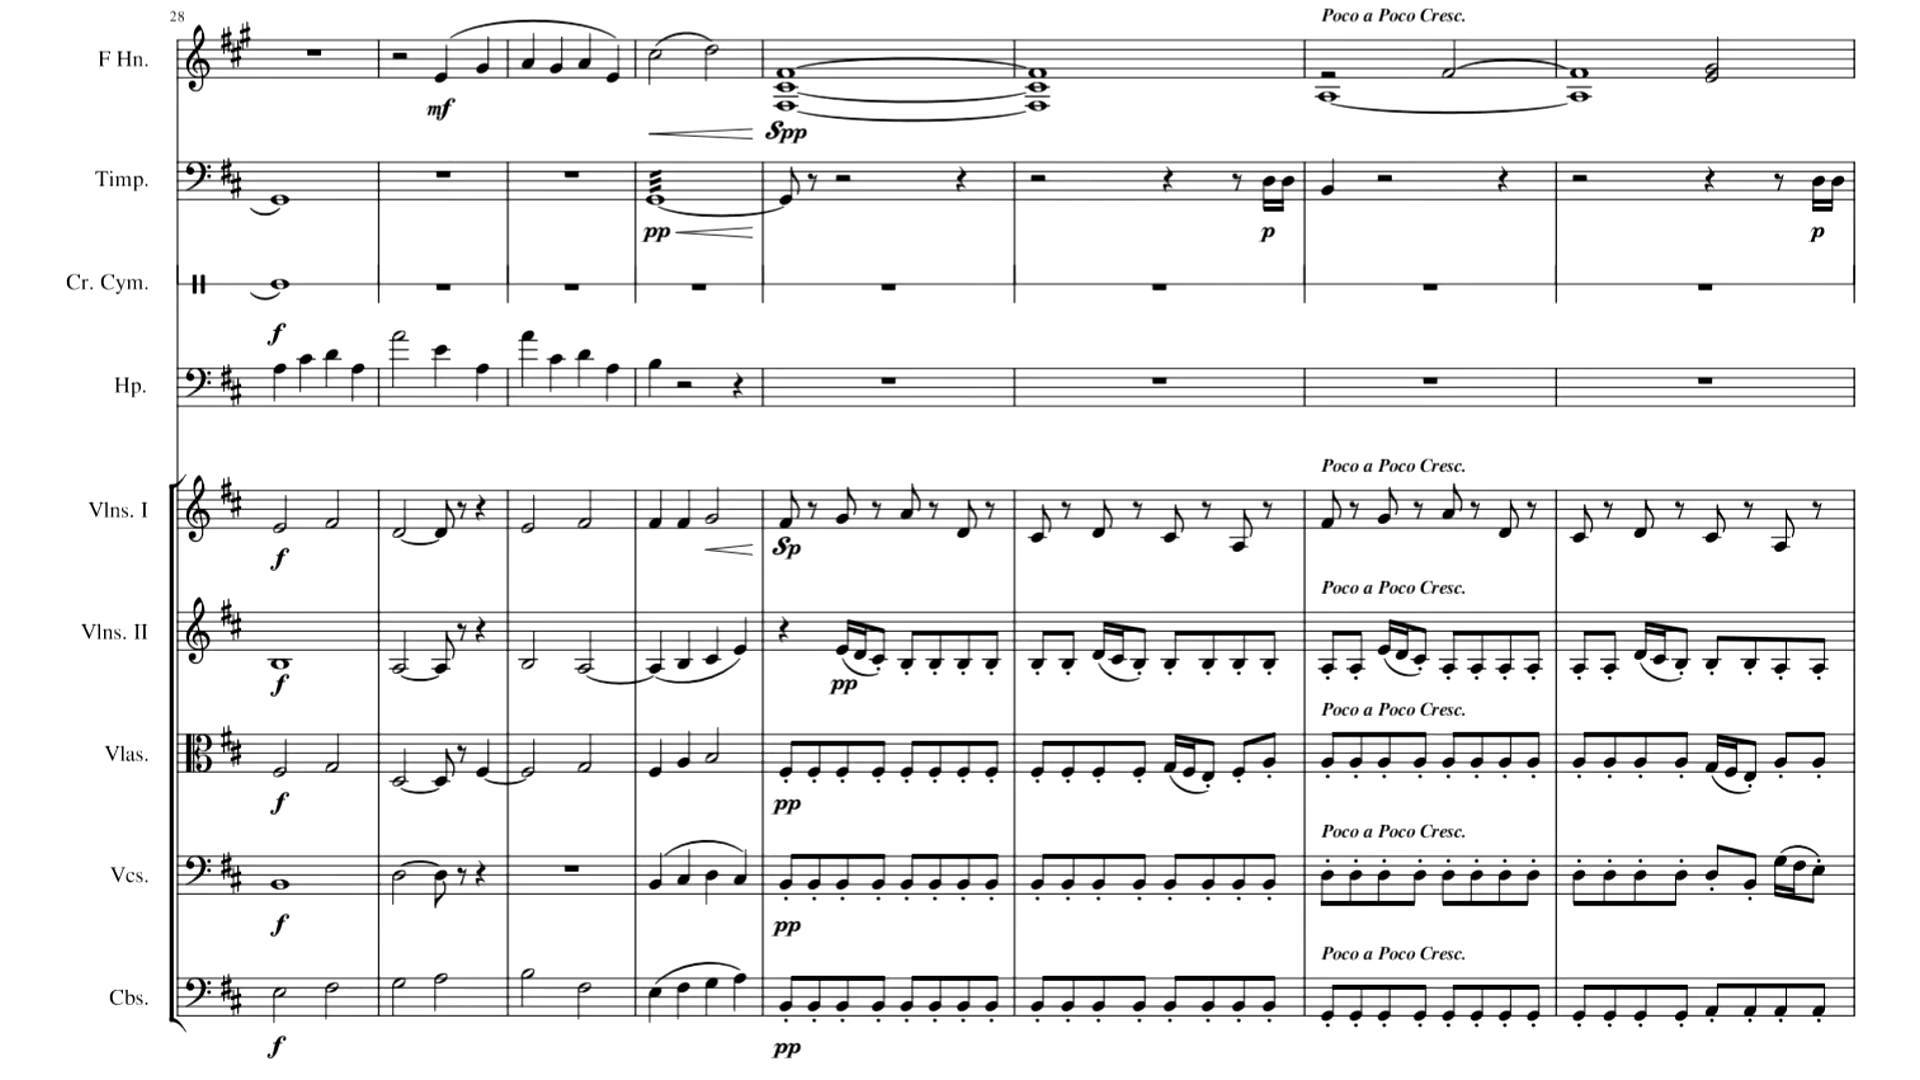 28
Poco a Poco Cresc.
F Hn.
mf
Spp
Timp.
pp
p
p
Cr. Cym.
f
Hp.
Poco a Poco Cresc.
Vlns. I
f
Sp
Poco a Poco Cresc.
Vlns. II
f
pp
Poco a Poco Cresc.
Vlas.
f
pp
Poco a Poco Cresc.
Vcs.
f
pp
Poco a Poco Cresc.
Cbs.
f
pp